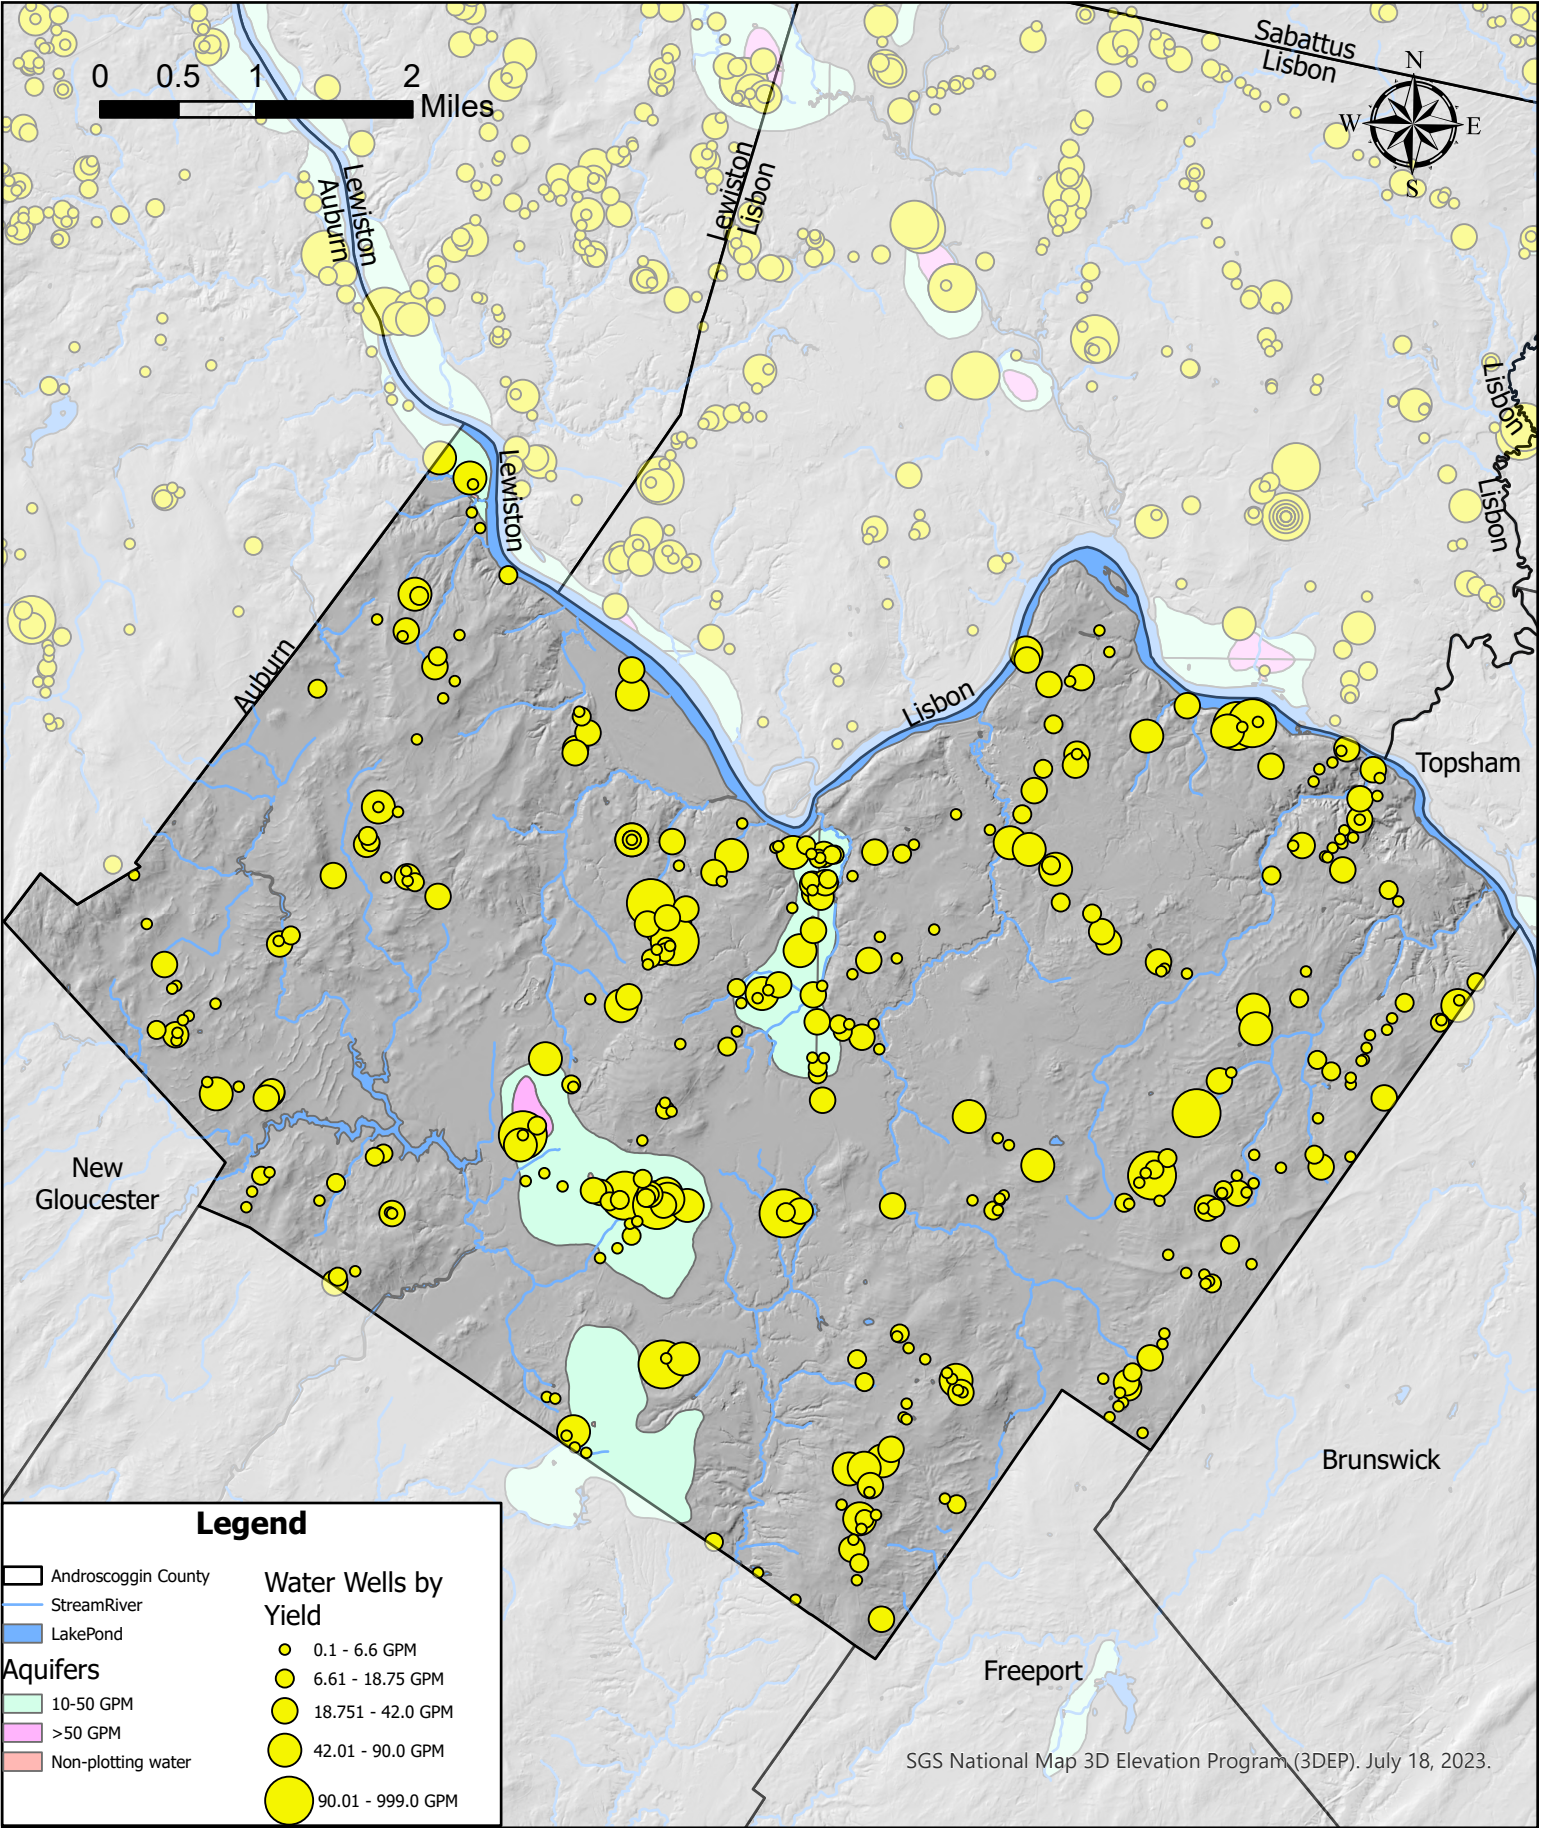 Sabattus
Lisbon
N
W
E
S
0 0.5 1 2
Miles
Lewiston
Auburn
Lewiston
Lisbon
Lisbon
Lisbon
Lewiston
Auburn
Lisbon
Topsham
New
Gloucester
Brunswick
Freeport
Legend
Androscoggin County
StreamRiver
LakePond
Aquifers
10-50 GPM
>50 GPM
Non-plotting water
Water Wells by
Yield
0.1 - 6.6 GPM
6.61 - 18.75 GPM
18.751 - 42.0 GPM
42.01 - 90.0 GPM
90.01 - 999.0 GPM
SGS National Map 3D Elevation Program (3DEP). July 18, 2023.